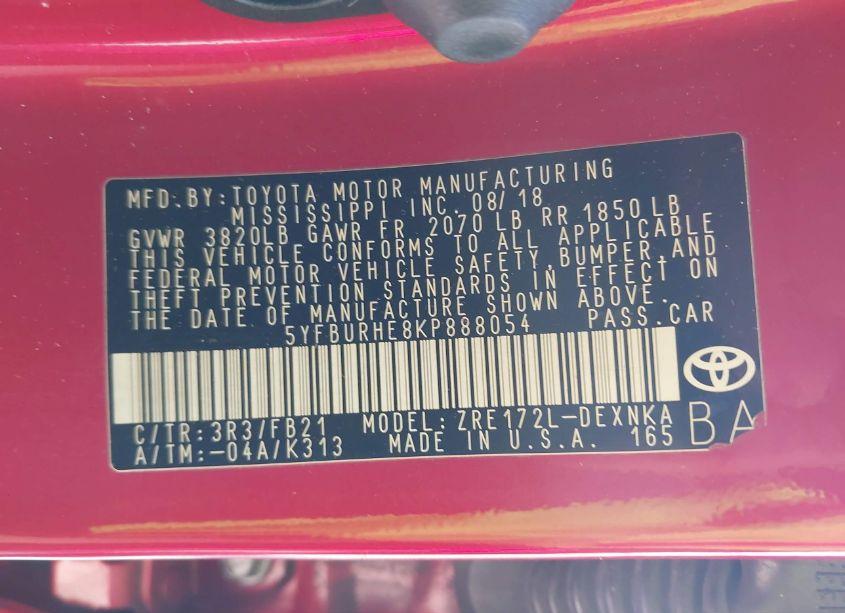 MFD. BY: TOYOTA MOTOR MANUFACTURING
MISSISSIPPI INC. 08/18
GVWR 3820LB GAWR FR 2070 LB RR 1850 LB
THIS VEHICLE CONFORMS TO ALL APPLICABLE
FEDERAL MOTOR VEHICLE SAFETY, BUMPER,AND
THEFT PREVENTION STANDARDS IN EFFECT ON
THE DATE OF MANUFACTURE SHOWN ABOVE.
5YFBURHE8KP888054 PASS.CAR
C/TR:3R3/FB21 MODEL:ZRE172L-DEXNKA
A/TM:-04A/K313 MADE IN U.S.A. 165
BA